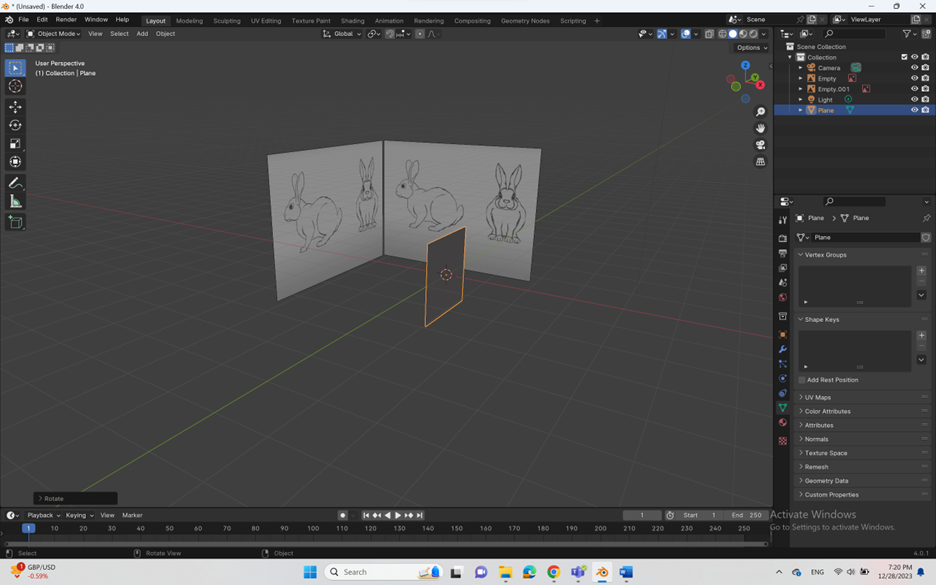 * (Unsaved) - Blender 4.0
File Edit Render Window Help Layout Modeling Sculpting UV Editing Texture Paint Shading Animation Rendering Compositing Geometry Nodes Scripting + Scene ViewLayer
Object Mode View Select Add Object Global
Options
User Perspective
(1) Collection | Plane
Scene Collection
Collection
Camera
Empty
Empty.001
Light
Plane
Z
Y
X
Plane > Plane
Plane
Vertex Groups
Shape Keys
Add Rest Position
UV Maps
Color Attributes
Attributes
Normals
Texture Space
Remesh
Geometry Data
Custom Properties
> Rotate
Playback Keying View Marker 1 Start 1 End 250
1 10 20 30 40 50 60 70 80 90 100 110 120 130 140 150 160 170 180 190 200 210 220 230 240 250
Activate Windows
Go to Settings to activate Windows.
Select Rotate View Object 4.0.1
1
GBP/USD
-0.59%
Search
ENG
7:20 PM
12/28/2023